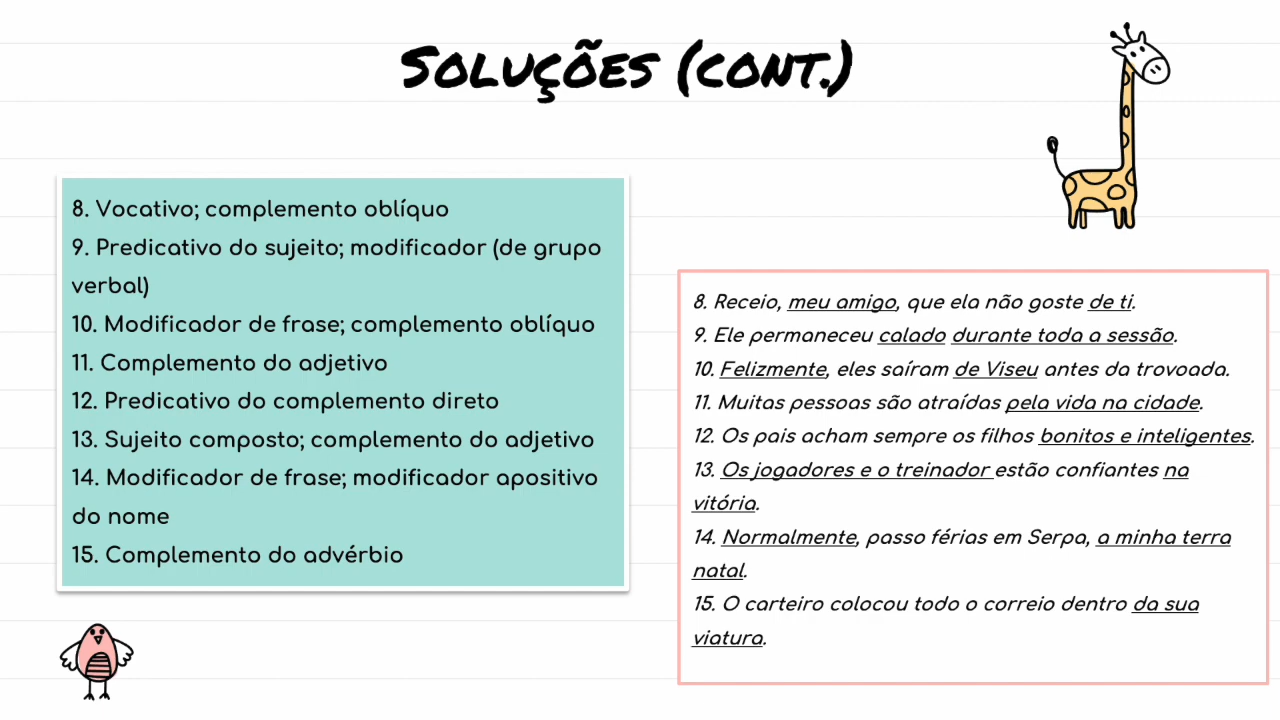 Soluções (cont.)
8. Vocativo; complemento oblíquo
9. Predicativo do sujeito; modificador (de grupo
verbal)
10. Modificador de frase; complemento oblíquo
11. Complemento do adjetivo
12. Predicativo do complemento direto
13. Sujeito composto; complemento do adjetivo
14. Modificador de frase; modificador apositivo
do nome
15. Complemento do advérbio
8. Receio, meu amigo, que ela não goste de ti.
9. Ele permaneceu calado durante toda a sessão.
10. Felizmente, eles saíram de Viseu antes da trovoada.
11. Muitas pessoas são atraídas pela vida na cidade.
12. Os pais acham sempre os filhos bonitos e inteligentes.
13. Os jogadores e o treinador estão confiantes na
vitória.
14. Normalmente, passo férias em Serpa, a minha terra
natal.
15. O carteiro colocou todo o correio dentro da sua
viatura.